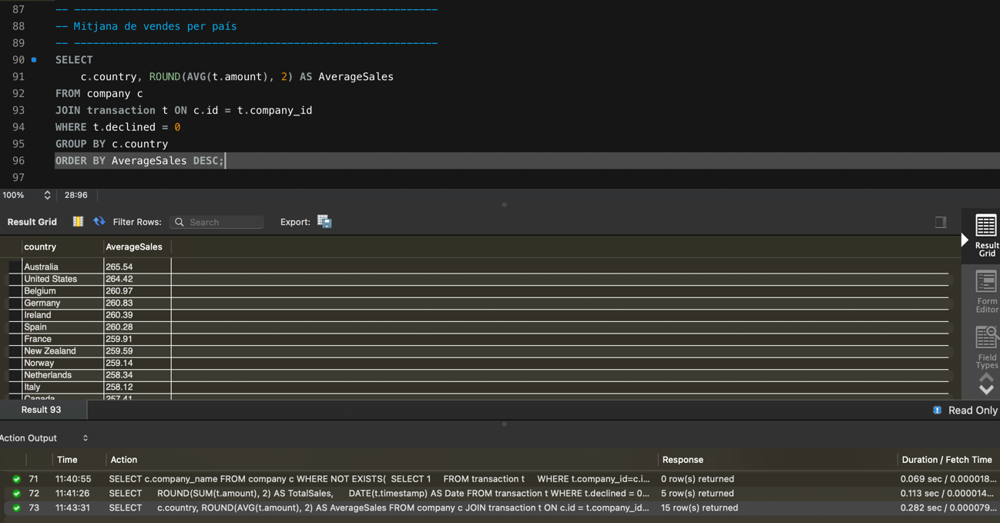 87 -- ----------------------------------------------------------
88 -- Mitjana de vendes per país
89 -- ----------------------------------------------------------
90 SELECT
91 c.country, ROUND(AVG(t.amount), 2) AS AverageSales
92 FROM company c
93 JOIN transaction t ON c.id = t.company_id
94 WHERE t.declined = 0
95 GROUP BY c.country
96 ORDER BY AverageSales DESC;
97
100% 28:96
Result Grid Filter Rows: Search Export:
country AverageSales
Australia 265.54
United States 264.42
Belgium 260.97
Germany 260.83
Ireland 260.39
Spain 260.28
France 259.91
New Zealand 259.59
Norway 259.14
Netherlands 258.34
Italy 258.12
Canada 257.41
Result
Grid
Form
Editor
Field
Types
Result 93 Read Only
Action Output
Time Action Response Duration / Fetch Time
71 11:40:55 SELECT c.company_name FROM company c WHERE NOT EXISTS( SELECT 1 FROM transaction t WHERE t.company_id=c.i... 0 row(s) returned 0.069 sec / 0.000018...
72 11:41:26 SELECT ROUND(SUM(t.amount), 2) AS TotalSales, DATE(t.timestamp) AS Date FROM transaction t WHERE t.declined = 0... 5 row(s) returned 0.113 sec / 0.000014...
73 11:43:31 SELECT c.country, ROUND(AVG(t.amount), 2) AS AverageSales FROM company c JOIN transaction t ON c.id = t.company_id... 15 row(s) returned 0.282 sec / 0.000079...